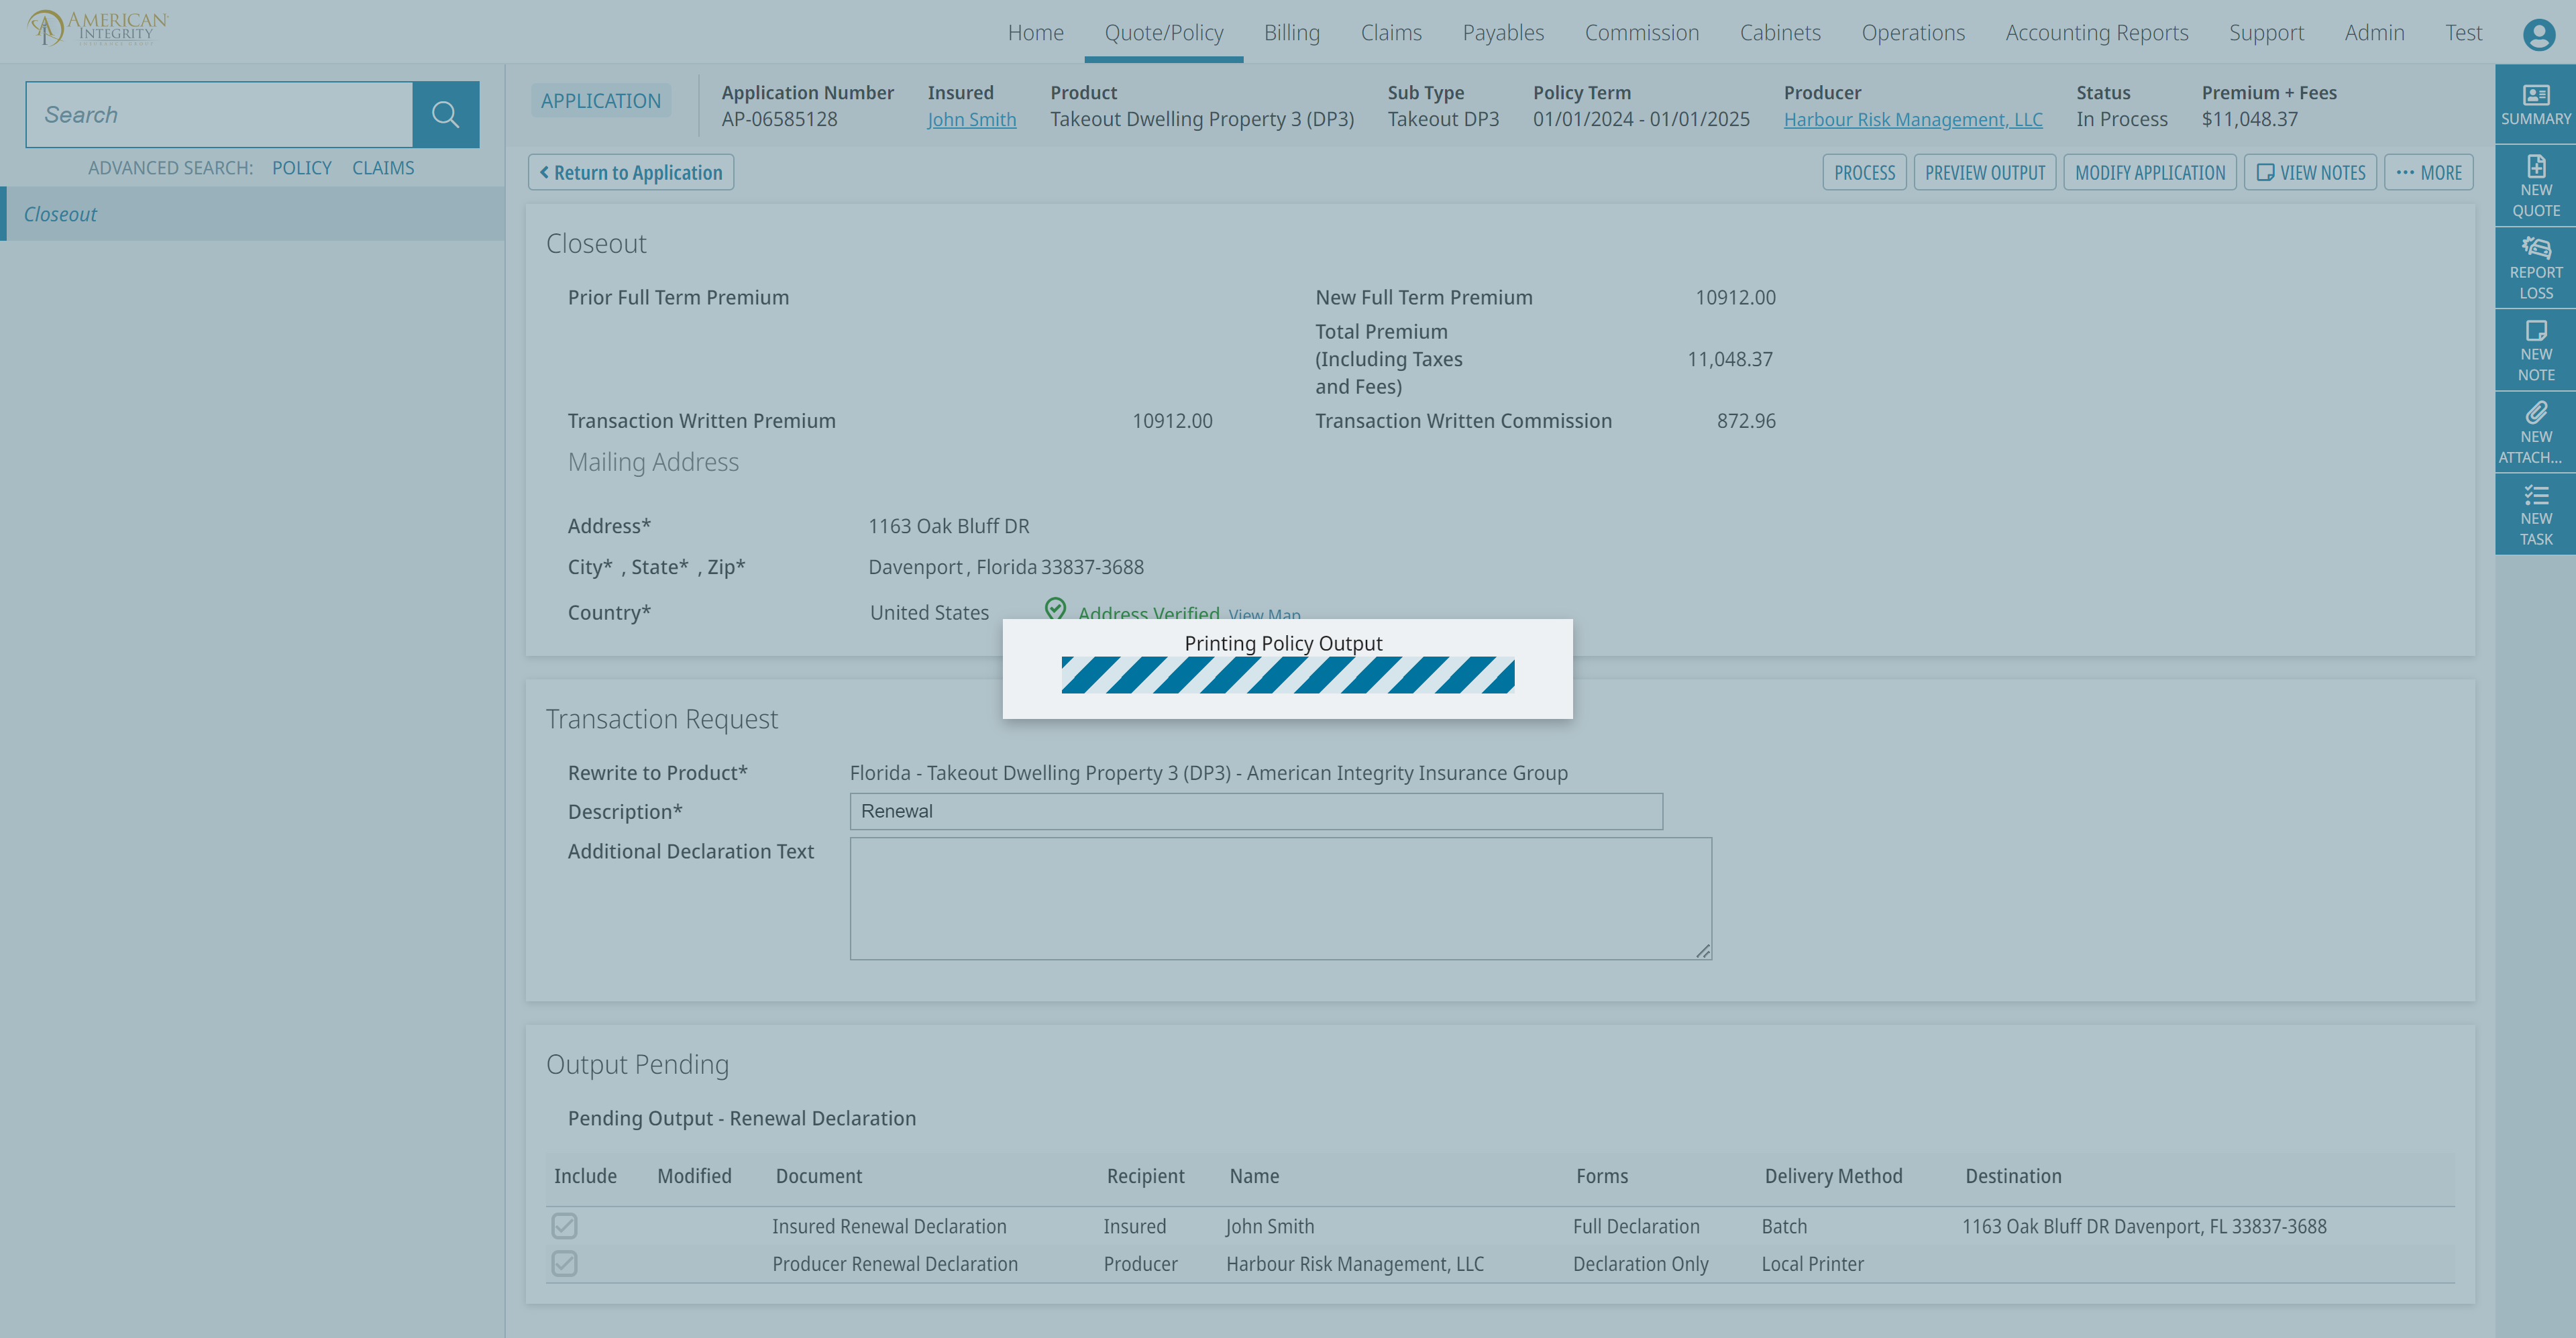 AMERICAN
INTEGRITY
Home Quote/Policy Billing Claims Payables Commission Cabinets Operations Accounting Reports Support Admin Test
Search
ADVANCED SEARCH: POLICY CLAIMS
Closeout
APPLICATION
Application Number Insured Product Sub Type Policy Term Producer Status Premium + Fees
AP-06585128 John Smith Takeout Dwelling Property 3 (DP3) Takeout DP3 01/01/2024 - 01/01/2025 Harbour Risk Management, LLC In Process $11,048.37
Return to Application PROCESS PREVIEW OUTPUT MODIFY APPLICATION VIEW NOTES ••• MORE
SUMMARY
NEW
QUOTE
REPORT
LOSS
NEW
NOTE
NEW
ATTACH...
NEW
TASK
Closeout
Prior Full Term Premium New Full Term Premium 10912.00
Total Premium
(Including Taxes 11,048.37
and Fees)
Transaction Written Premium 10912.00 Transaction Written Commission 872.96
Mailing Address
Address* 1163 Oak Bluff DR
City* , State* , Zip* Davenport , Florida 33837-3688
Country* United States Address Verified View Map
Printing Policy Output
Transaction Request
Rewrite to Product* Florida - Takeout Dwelling Property 3 (DP3) - American Integrity Insurance Group
Description* Renewal
Additional Declaration Text
Output Pending
Pending Output - Renewal Declaration
Include Modified Document Recipient Name Forms Delivery Method Destination
Insured Renewal Declaration Insured John Smith Full Declaration Batch 1163 Oak Bluff DR Davenport, FL 33837-3688
Producer Renewal Declaration Producer Harbour Risk Management, LLC Declaration Only Local Printer